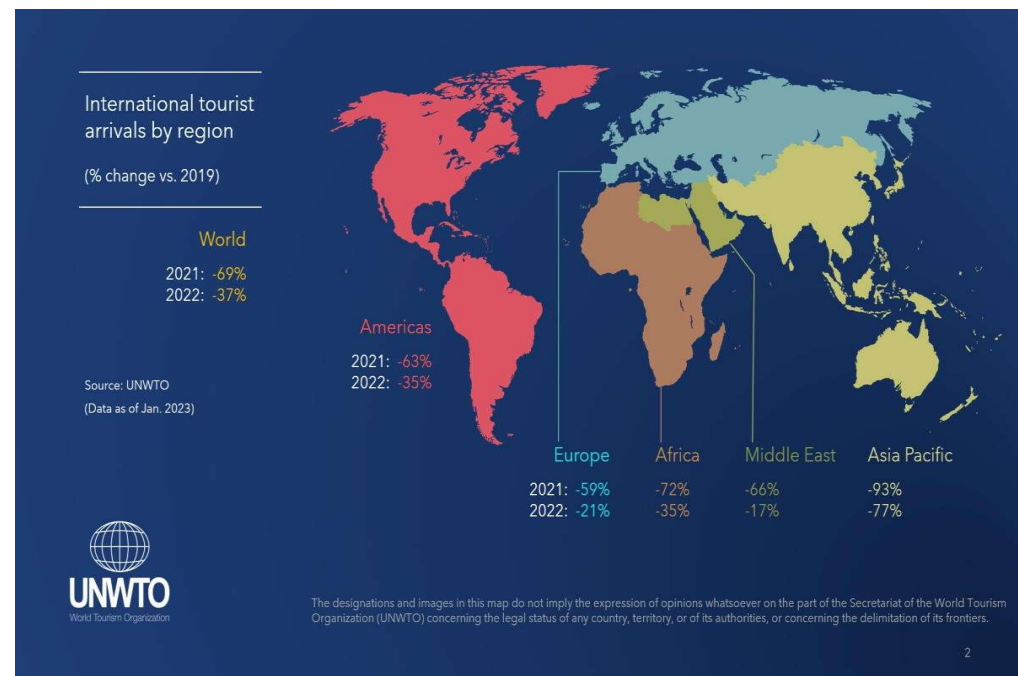 International tourist
arrivals by region
(% change vs. 2019)
World
2021: -69%
2022: -37%
Source: UNWTO
(Data as of Jan. 2023)
Americas
2021: -63%
2022: -35%
Europe Africa Middle East Asia Pacific
2021: -59% -72% -66% -93%
2022: -21% -35% -17% -77%
UNWTO
World Tourism Organization
The designations and images in this map do not imply the expression of opinions whatsoever on the part of the Secretariat of the World Tourism
Organization (UNWTO) concerning the legal status of any country, territory, or of its authorities, or concerning the delimitation of its frontiers.
2